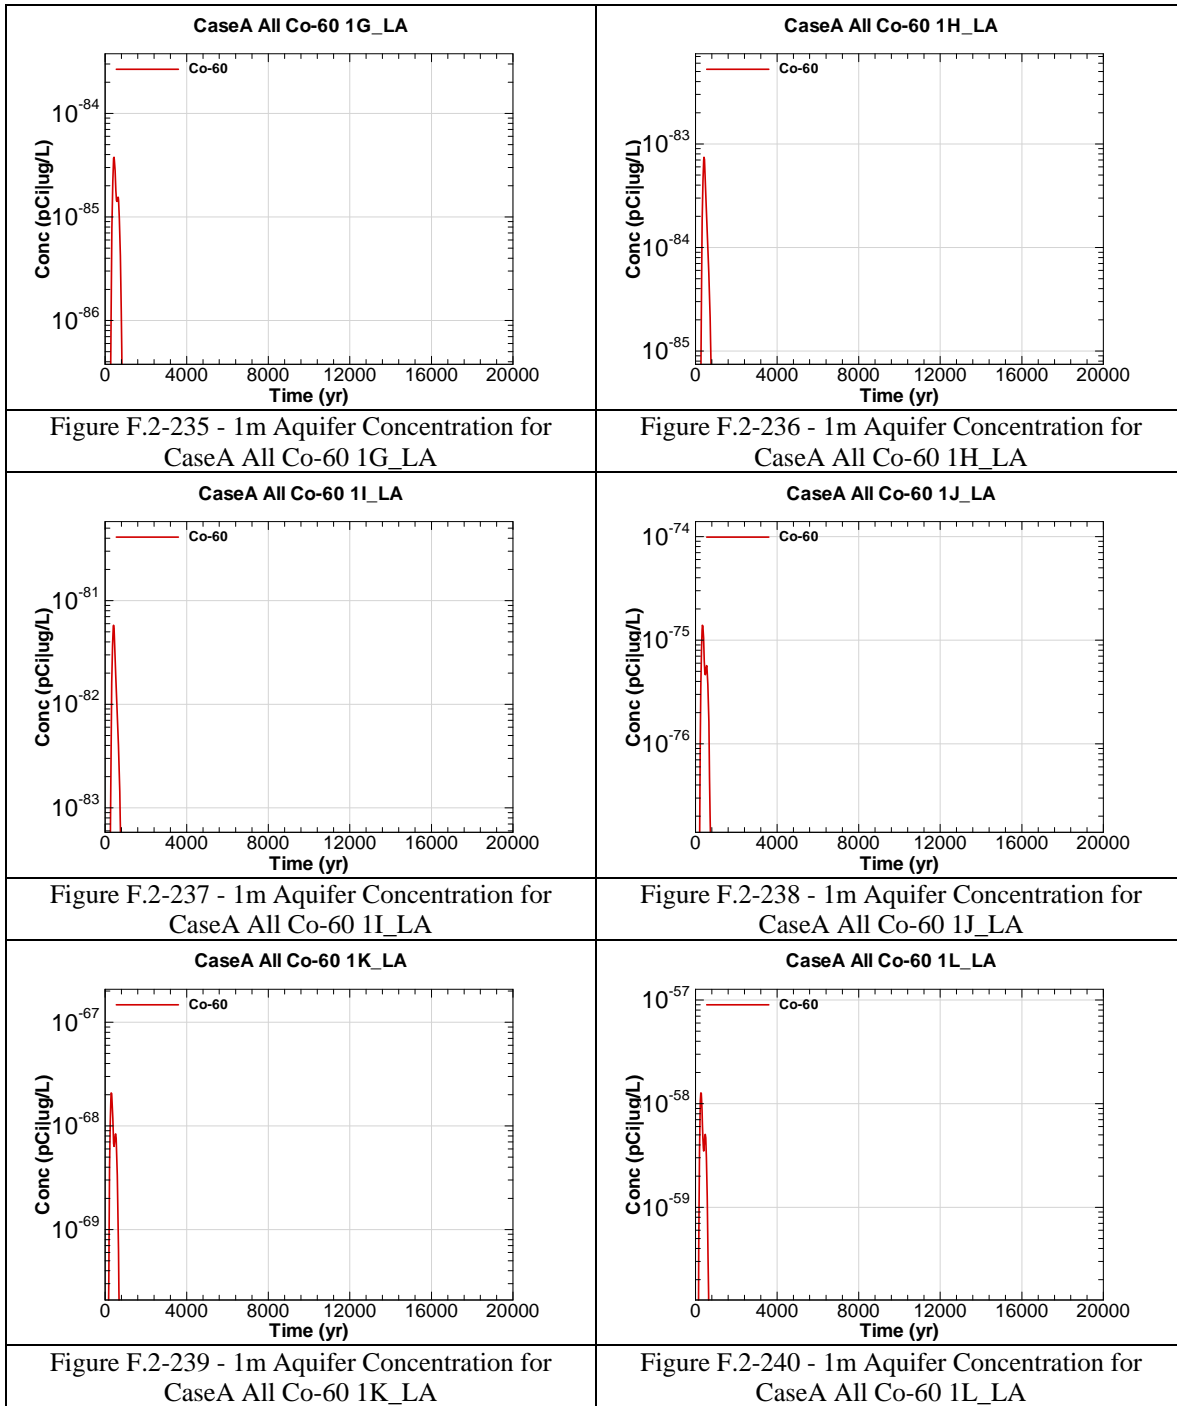 CaseA All Co-60 1G_LA
Co-60
10-84
10-85
10-86
Conc (pCi|ug/L)
0 4000 8000 12000 16000 20000
Time (yr)
Figure F.2-235 - 1m Aquifer Concentration for
CaseA All Co-60 1G_LA
CaseA All Co-60 1H_LA
Co-60
10-83
10-84
10-85
Conc (pCi|ug/L)
0 4000 8000 12000 16000 20000
Time (yr)
Figure F.2-236 - 1m Aquifer Concentration for
CaseA All Co-60 1H_LA
CaseA All Co-60 1I_LA
Co-60
10-81
10-82
10-83
Conc (pCi|ug/L)
0 4000 8000 12000 16000 20000
Time (yr)
Figure F.2-237 - 1m Aquifer Concentration for
CaseA All Co-60 1I_LA
CaseA All Co-60 1J_LA
Co-60
10-74
10-75
10-76
Conc (pCi|ug/L)
0 4000 8000 12000 16000 20000
Time (yr)
Figure F.2-238 - 1m Aquifer Concentration for
CaseA All Co-60 1J_LA
CaseA All Co-60 1K_LA
Co-60
10-67
10-68
10-69
Conc (pCi|ug/L)
0 4000 8000 12000 16000 20000
Time (yr)
Figure F.2-239 - 1m Aquifer Concentration for
CaseA All Co-60 1K_LA
CaseA All Co-60 1L_LA
Co-60
10-57
10-58
10-59
Conc (pCi|ug/L)
0 4000 8000 12000 16000 20000
Time (yr)
Figure F.2-240 - 1m Aquifer Concentration for
CaseA All Co-60 1L_LA